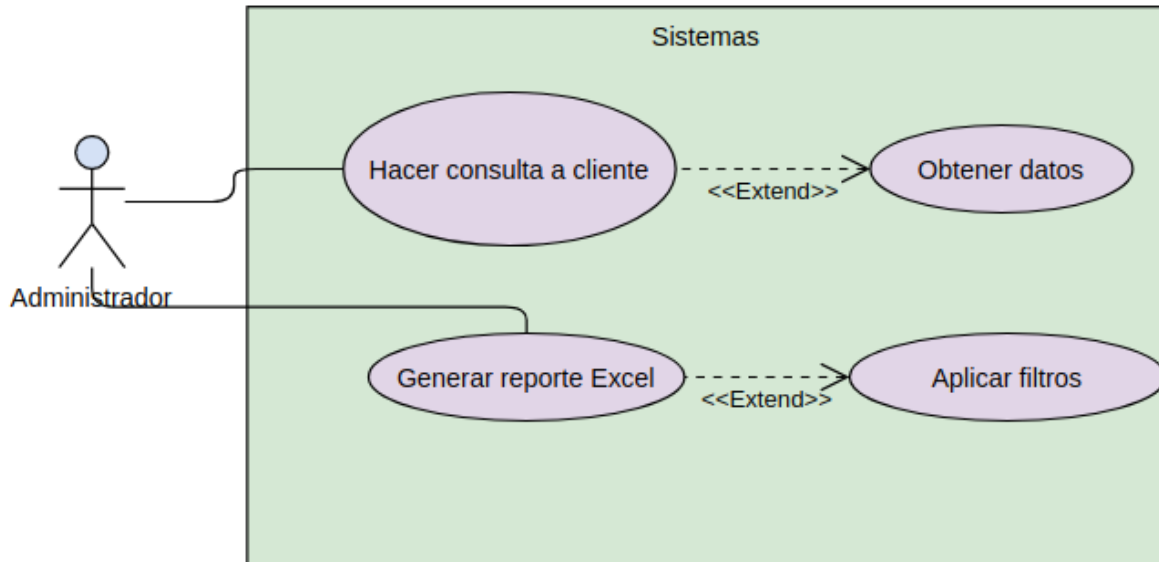 Sistemas
Hacer consulta a cliente
<<Extend>>
Obtener datos
Administrador
Generar reporte Excel
<<Extend>>
Aplicar filtros